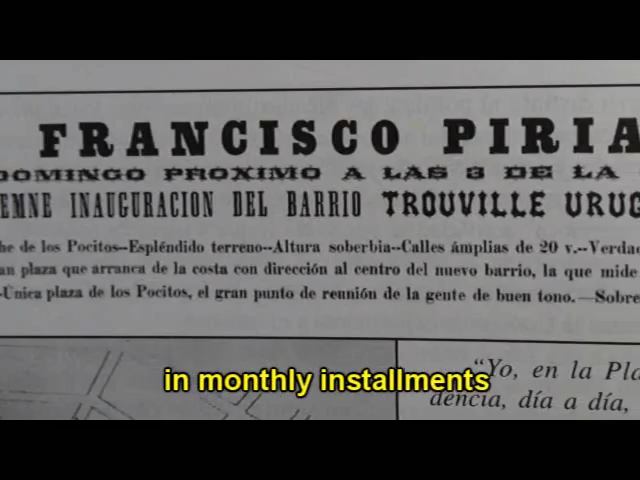 FRANCISCO PIRIA
DOMINGO PROXIMO A LAS 3 DE LA
EMNE INAUGURACION DEL BARRIO TROUVILLE URUG
he de los Pocitos--Espléndido terreno--Altura soberbia--Calles ámplias de 20 v.--Verdad
an plaza que arranca de la costa con dirección al centro del nuevo barrio, la que mide
-Única plaza de los Pocitos, el gran punto de reunión de la gente de buen tono.—Sobre
"Yo, en la Pla
dencia, día a día,
in monthly installments